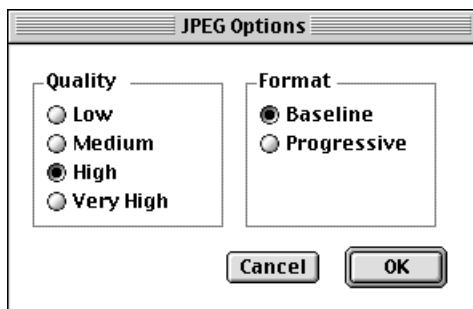 JPEG Options
Quality
Low
Medium
High
Very High
Format
Baseline
Progressive
Cancel
OK